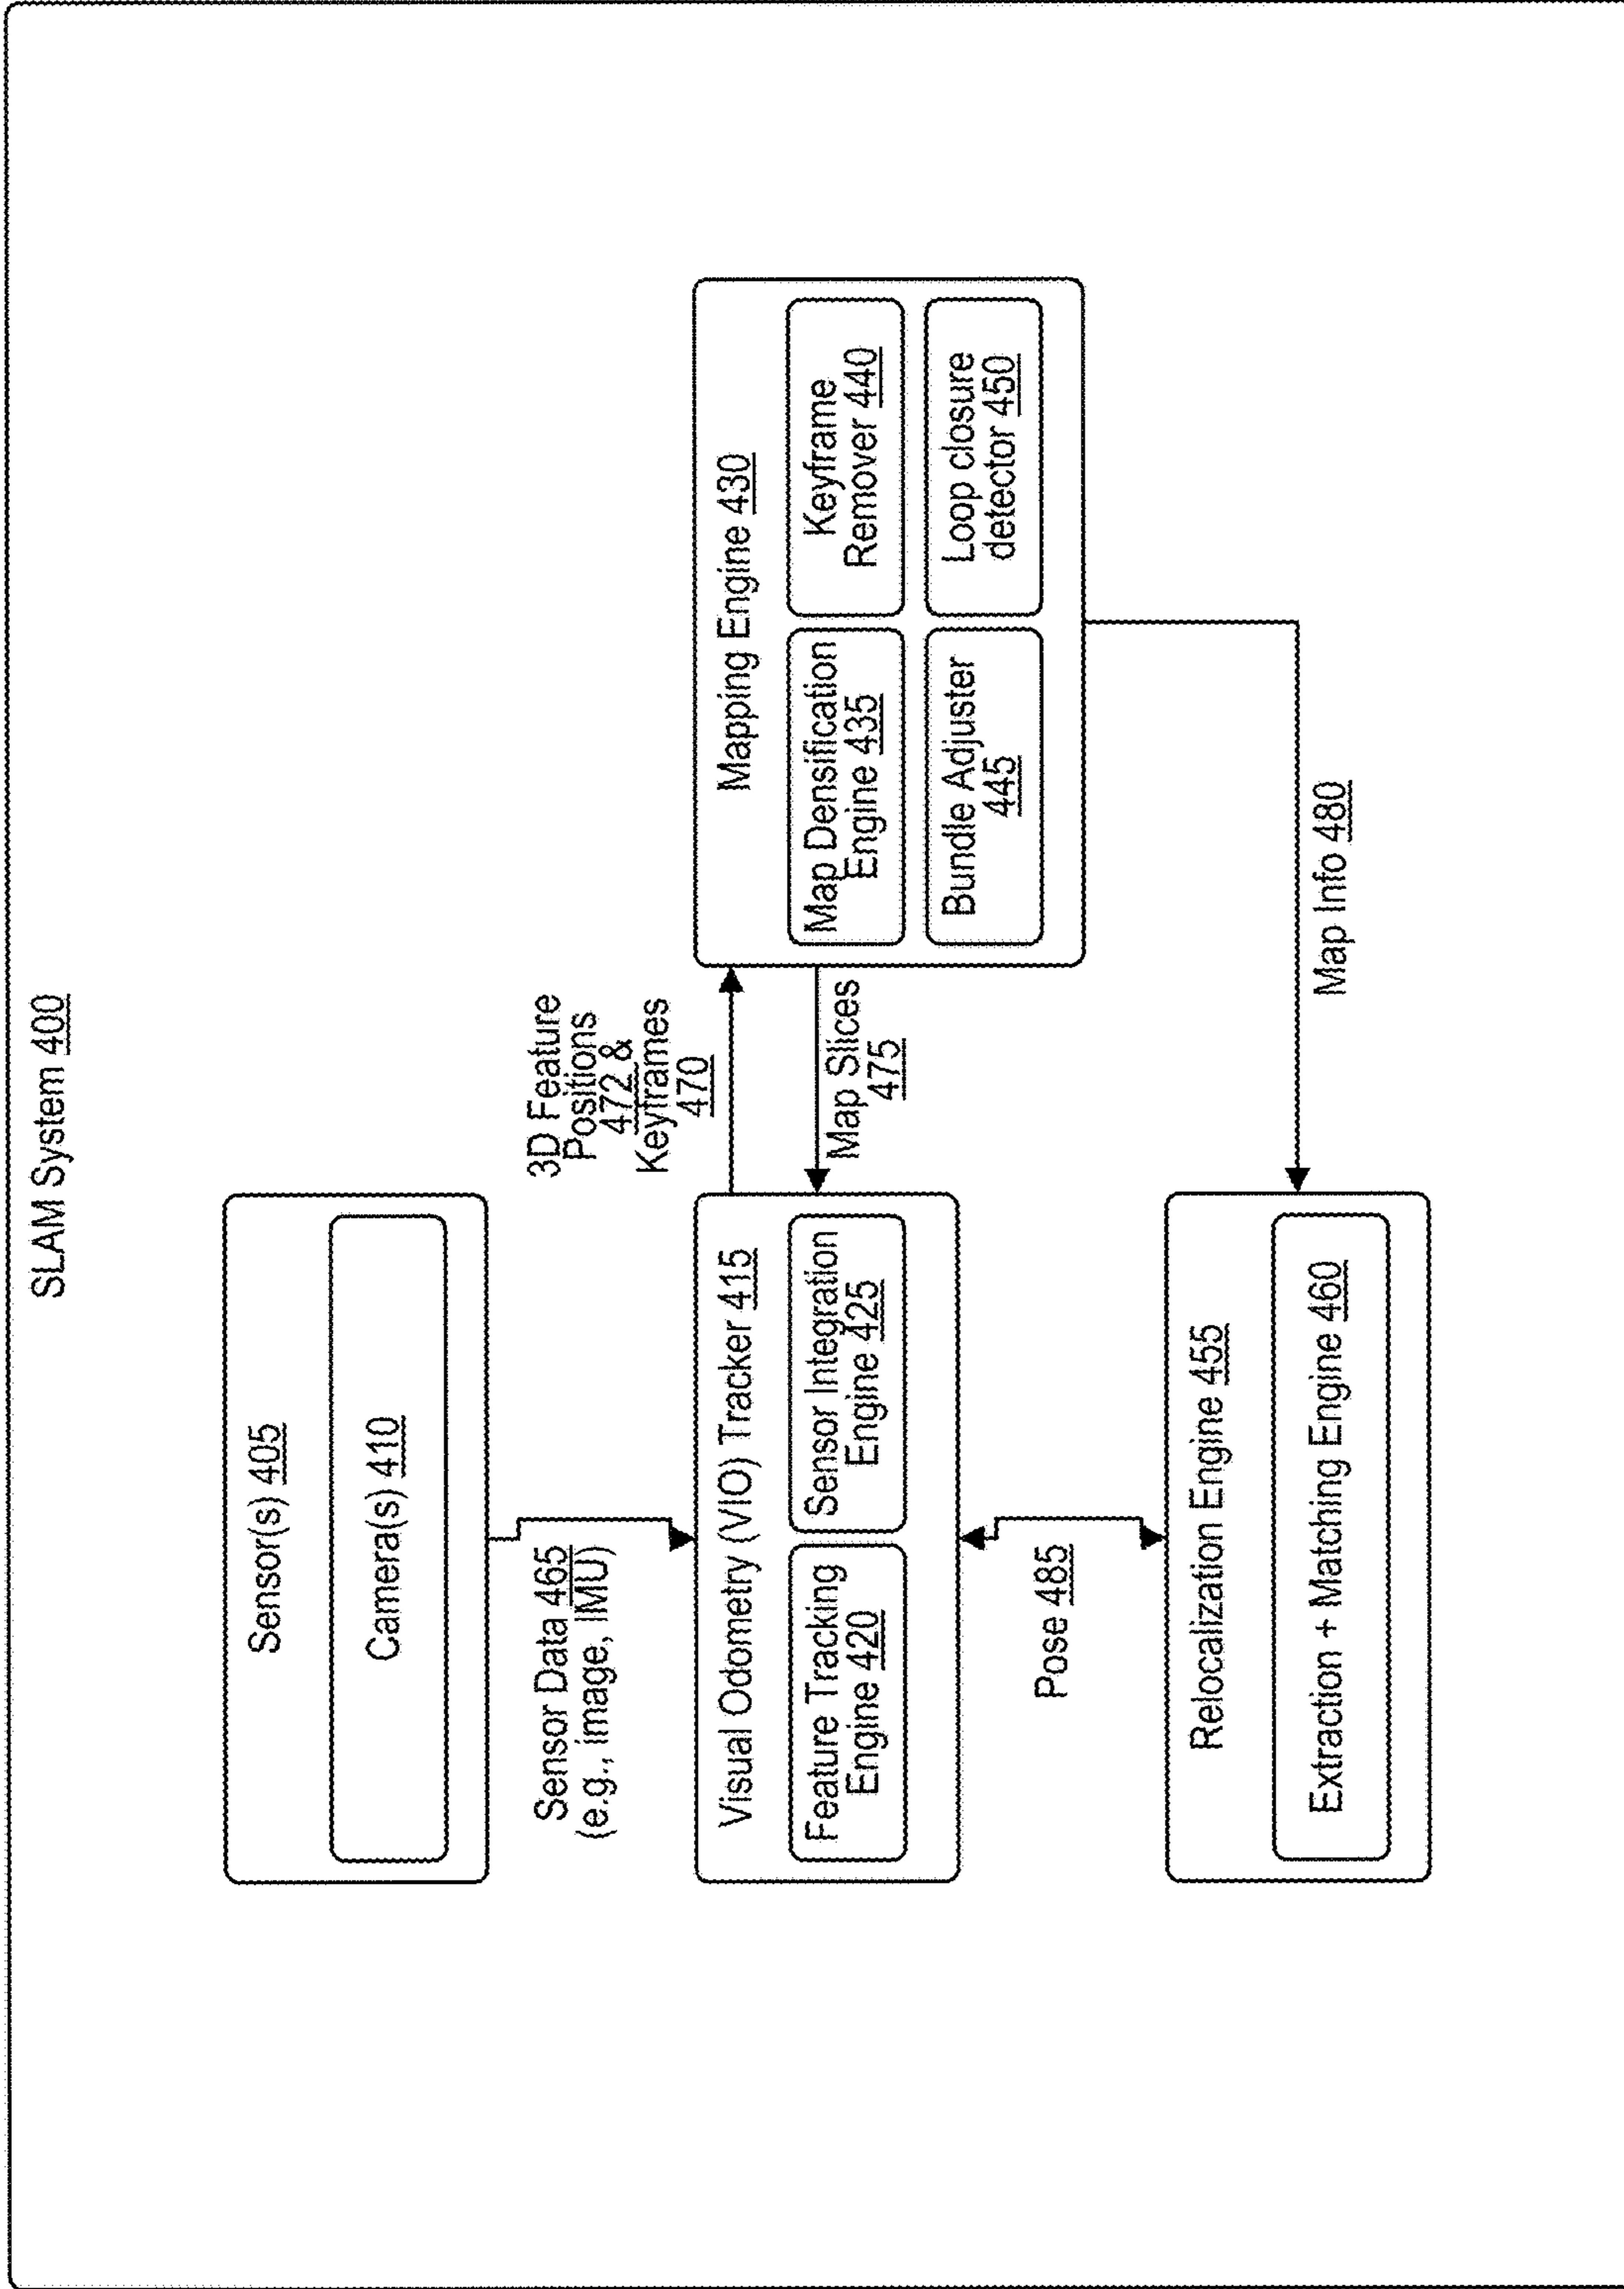 SLAM System 400
Sensor(s) 405
Camera(s) 410
Sensor Data 465
(e.g., image, IMU)
Visual Odometry (VIO) Tracker 415
Feature Tracking
Engine 420
Sensor Integration
Engine 425
3D Feature
Positions
472 &
Keyframes
470
Map Slices
475
Mapping Engine 430
Map Densification
Engine 435
Keyframe
Remover 440
Bundle Adjuster
445
Loop closure
detector 450
Pose 485
Relocalization Engine 455
Extraction + Matching Engine 460
Map Info 480